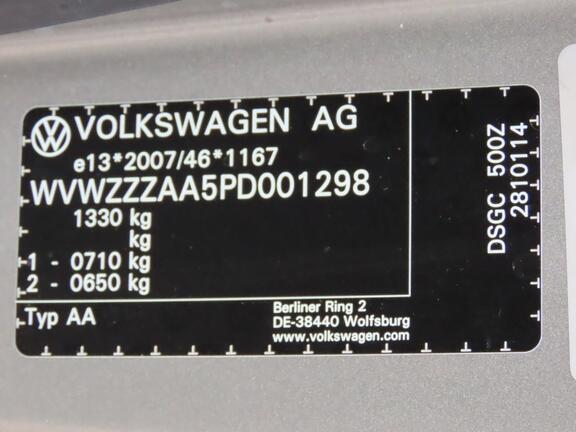 VOLKSWAGEN AG
e13*2007/46*1167
WVWZZZAA5PD001298
1330 kg
kg
1 - 0710 kg
2 - 0650 kg
Typ AA
Berliner Ring 2
DE-38440 Wolfsburg
www.volkswagen.com
DSGC 500Z
2810114